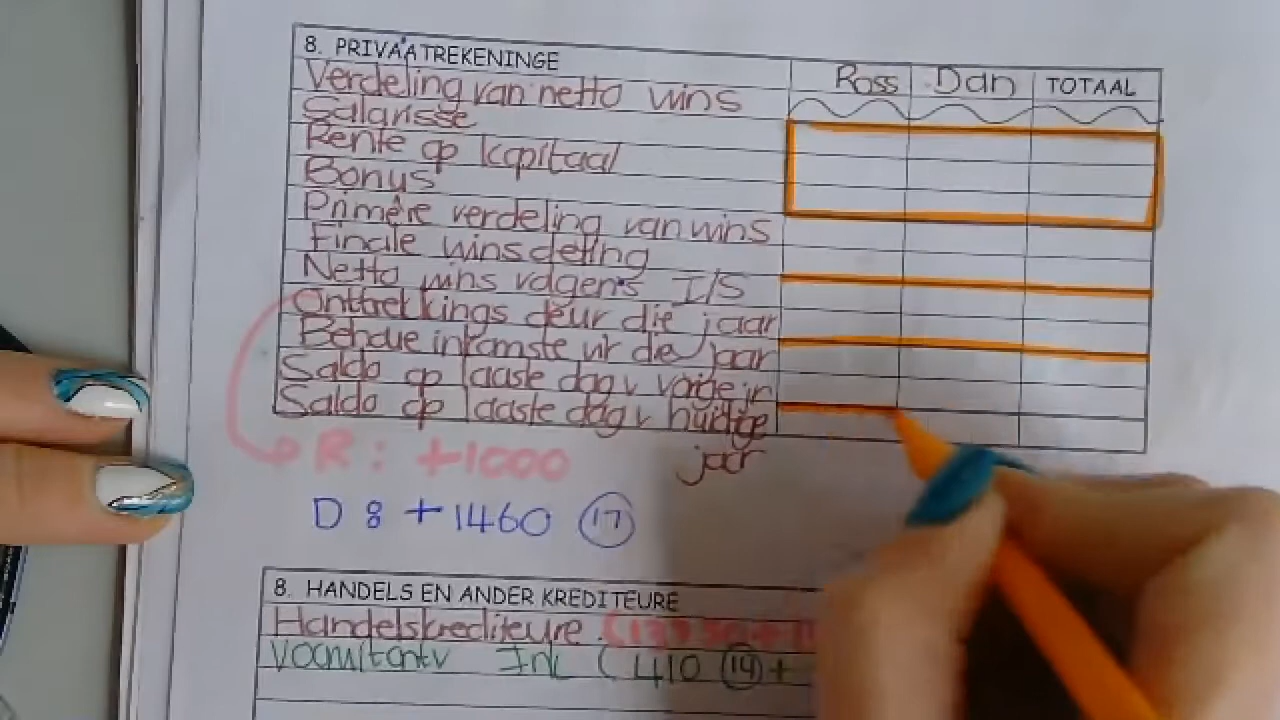 8. PRIVAATREKENINGE Ross Dan TOTAAL
Verdeling van netto wins
Salarisse
Rente op kapitaal
Bonus
Primêre verdeling van wins
Finale winsdeling
Netto wins volgens I/S
Onttrekkings deur die jaar
Behoue inkomste vir die jaar
Saldo op laaste dag v vorige jr
Saldo op laaste dag v huidige
jaar
R: +1000
D 8 + 1460 (17)
8. HANDELS EN ANDER KREDITEURE
Handelskrediteure
Vooruitontv Ink (410 (14) +